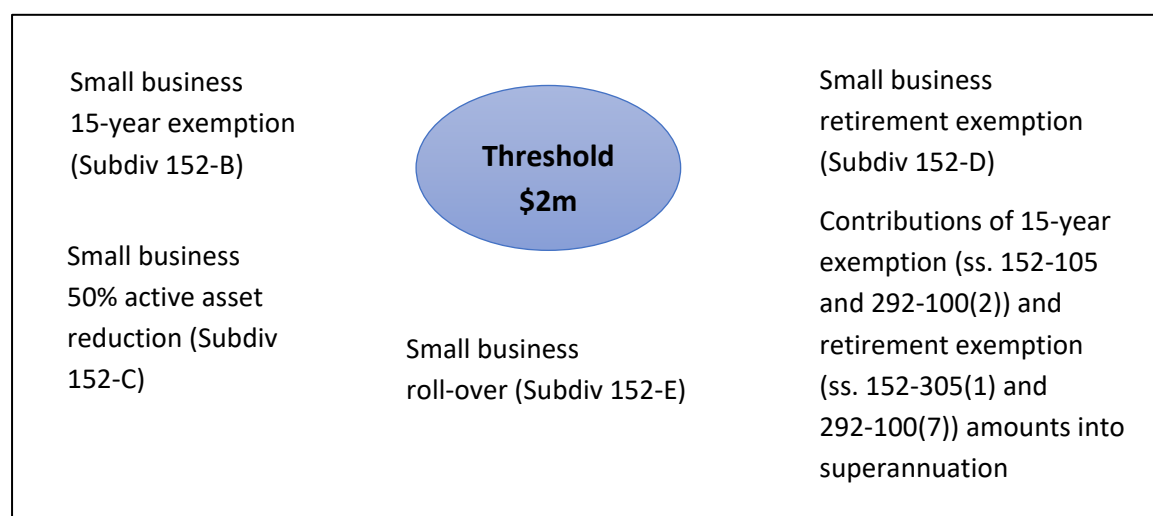 Small business
15-year exemption
(Subdiv 152-B)
Small business
50% active asset
reduction (Subdiv
152-C)
Threshold
$2m
Small business
roll-over (Subdiv 152-E)
Small business
retirement exemption
(Subdiv 152-D)
Contributions of 15-year
exemption (ss. 152-105
and 292-100(2)) and
retirement exemption
(ss. 152-305(1) and
292-100(7)) amounts into
superannuation